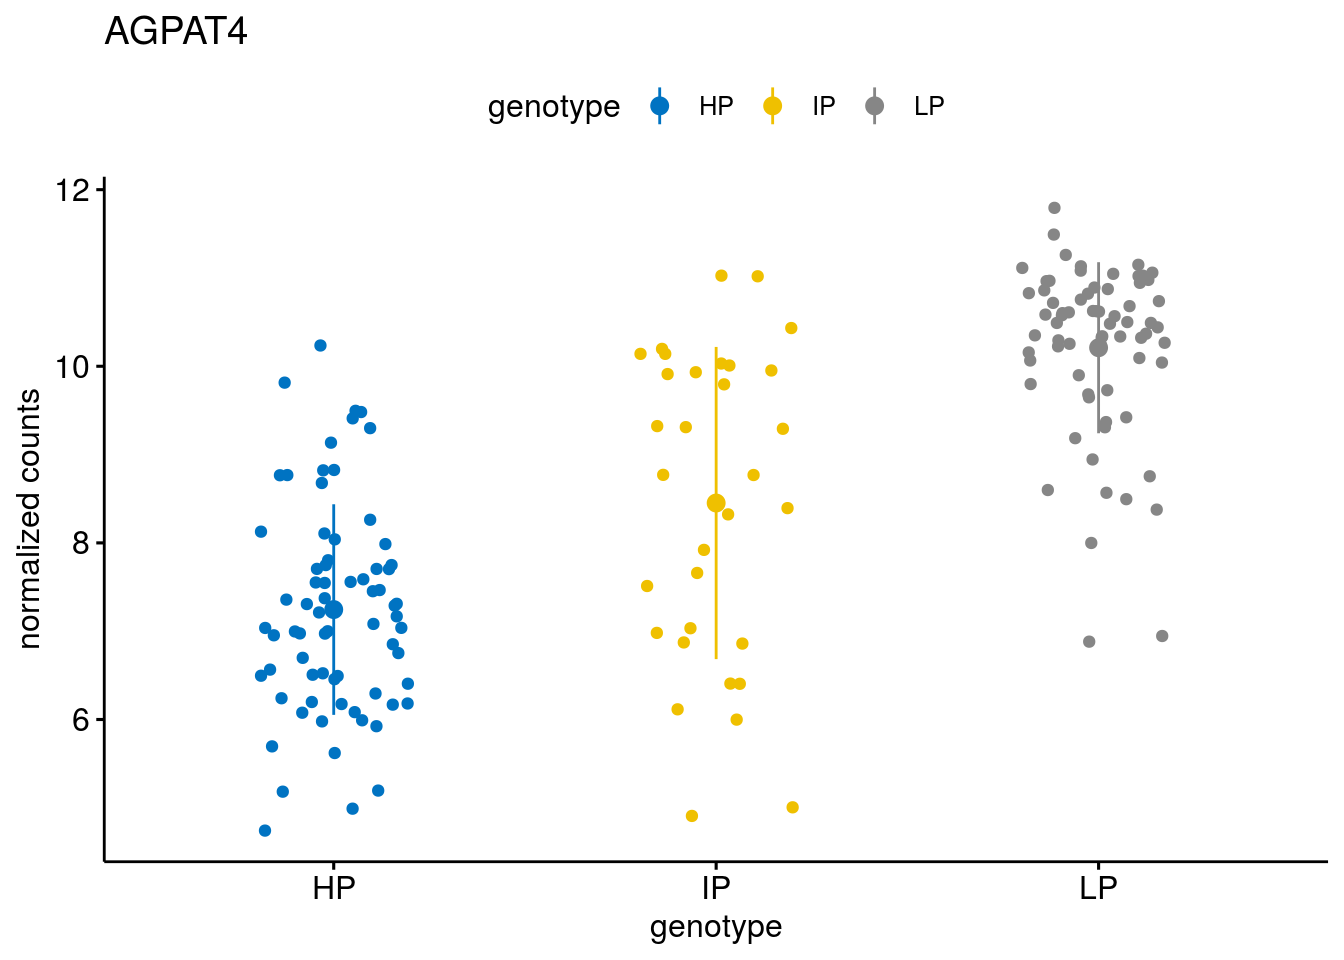 AGPAT4
genotype HP IP LP
12
10
8
6
normalized counts
HP IP LP
genotype